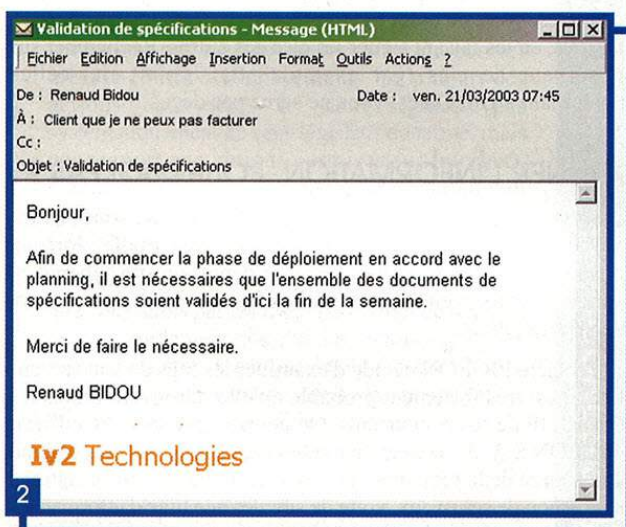 Validation de spécifications - Message (HTML)
Fichier Edition Affichage Insertion Format Outils Actions ?
De : Renaud Bidou Date : ven. 21/03/2003 07:45
À : Client que je ne peux pas facturer
Cc :
Objet : Validation de spécifications
Bonjour,
Afin de commencer la phase de déploiement en accord avec le
planning, il est nécessaires que l'ensemble des documents de
spécifications soient validés d'ici la fin de la semaine.
Merci de faire le nécessaire.
Renaud BIDOU
Iv2 Technologies
2